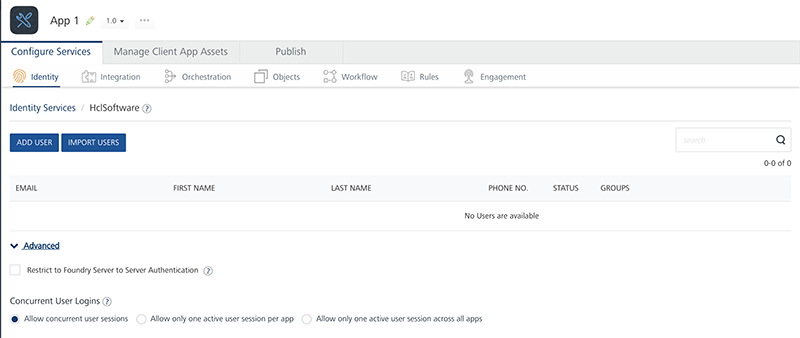 App 1 1.0 ...
Configure Services Manage Client App Assets Publish
Identity Integration Orchestration Objects Workflow Rules Engagement
Identity Services / HclSoftware ?
ADD USER IMPORT USERS search
0-0 of 0
EMAIL FIRST NAME LAST NAME PHONE NO. STATUS GROUPS
No Users are available
Advanced
Restrict to Foundry Server to Server Authentication ?
Concurrent User Logins ?
Allow concurrent user sessions Allow only one active user session per app Allow only one active user session across all apps